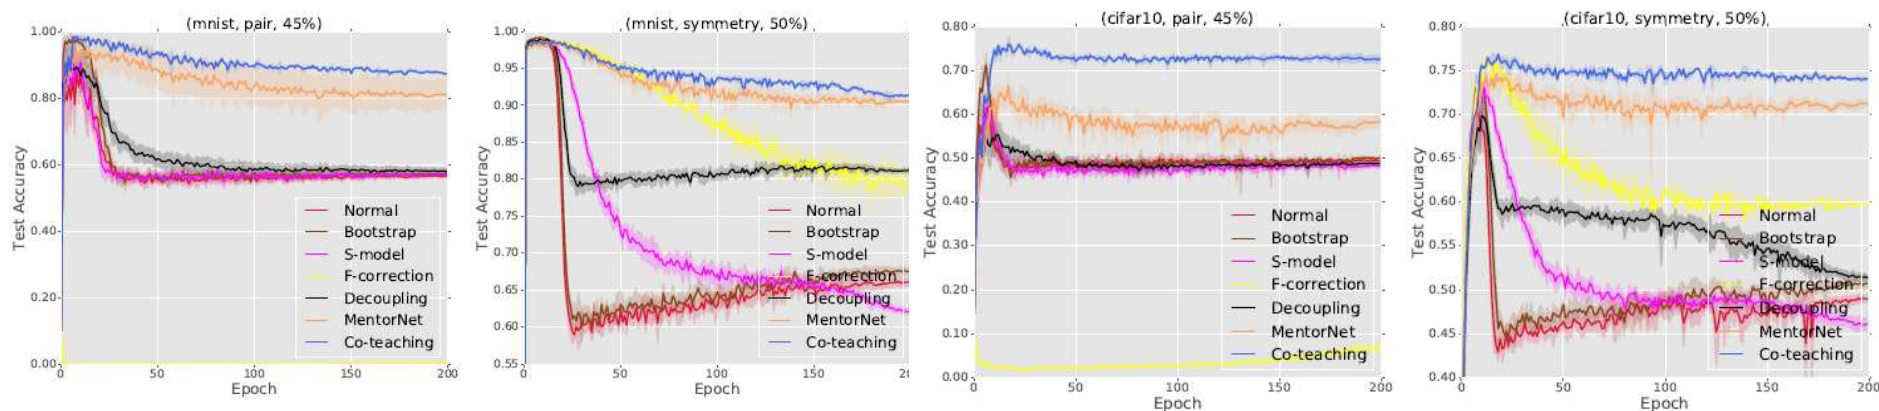 (mnist, pair, 45%)
Test Accuracy
1.00
0.80
0.60
0.40
0.20
0.00
0 50 100 150 200
Epoch
Normal
Bootstrap
S-model
F-correction
Decoupling
MentorNet
Co-teaching
(mnist, symmetry, 50%)
Test Accuracy
1.00
0.95
0.90
0.85
0.80
0.75
0.70
0.65
0.60
0.55
0 50 100 150 200
Epoch
Normal
Bootstrap
S-model
F-correction
Decoupling
MentorNet
Co-teaching
(cifar10, pair, 45%)
Test Accuracy
0.80
0.70
0.60
0.50
0.40
0.30
0.20
0.10
0.00
0 50 100 150 200
Epoch
Normal
Bootstrap
S-model
F-correction
Decoupling
MentorNet
Co-teaching
(cifar10, symmetry, 50%)
Test Accuracy
0.80
0.75
0.70
0.65
0.60
0.55
0.50
0.45
0.40
0 50 100 150 200
Epoch
Normal
Bootstrap
S-model
F-correction
Decoupling
MentorNet
Co-teaching